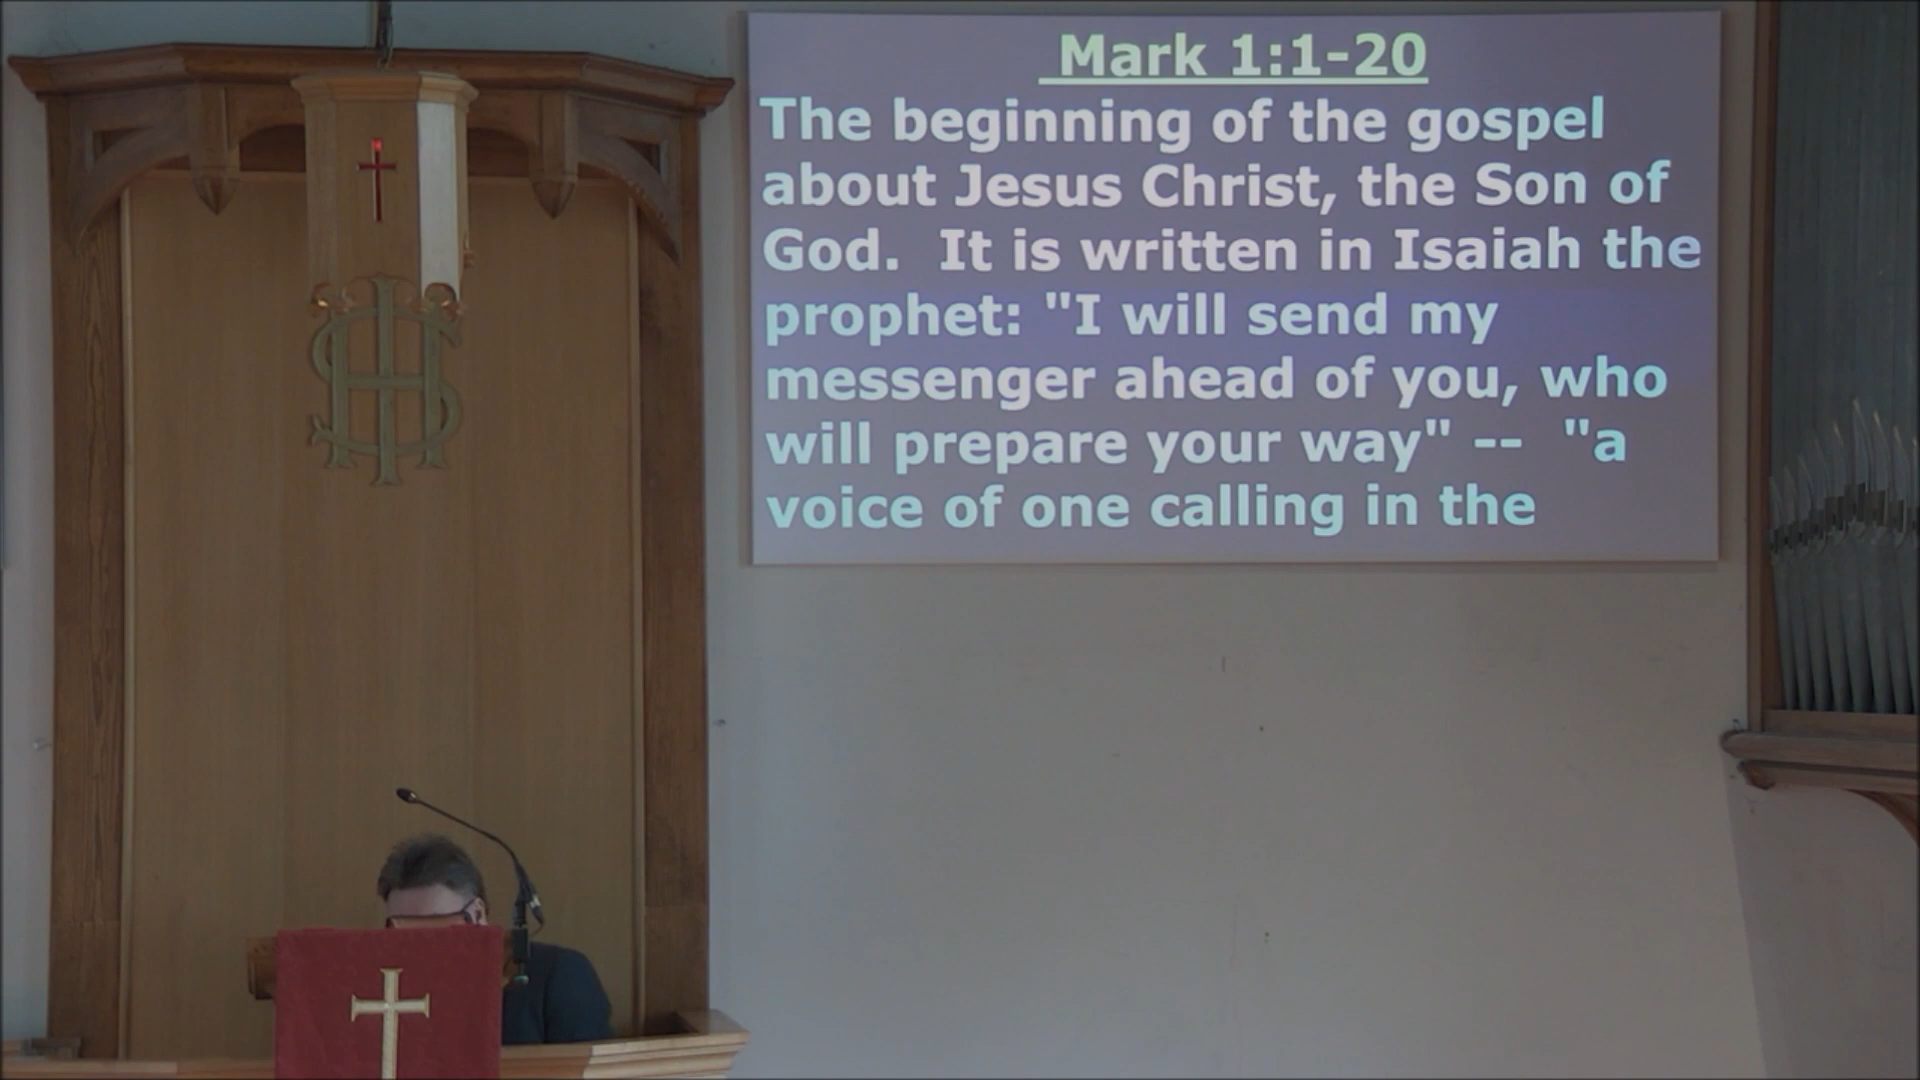 Mark 1:1-20
The beginning of the gospel
about Jesus Christ, the Son of
God.  It is written in Isaiah the
prophet: "I will send my
messenger ahead of you, who
will prepare your way" --  "a
voice of one calling in the
IHS